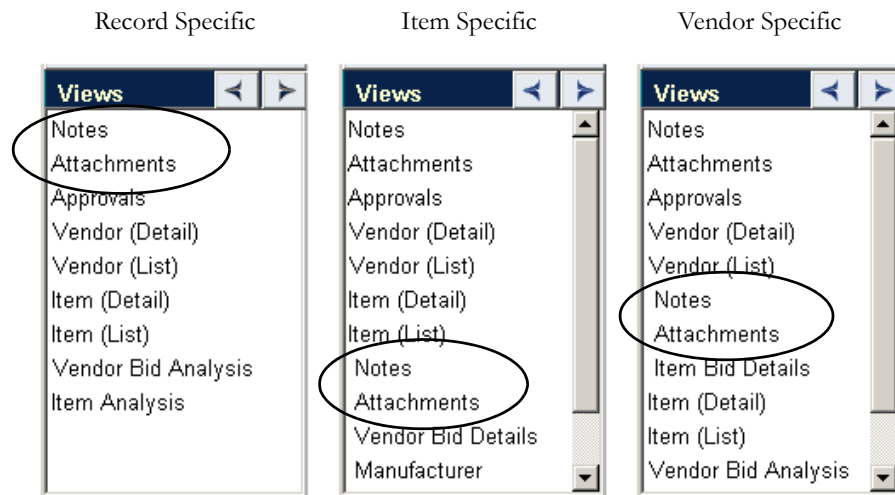 Record Specific
Item Specific
Vendor Specific
Views
Notes
Attachments
Approvals
Vendor (Detail)
Vendor (List)
Item (Detail)
Item (List)
Vendor Bid Analysis
Item Analysis
Views
Notes
Attachments
Approvals
Vendor (Detail)
Vendor (List)
Item (Detail)
Item (List)
Notes
Attachments
Vendor Bid Details
Manufacturer
Views
Notes
Attachments
Approvals
Vendor (Detail)
Vendor (List)
Notes
Attachments
Item Bid Details
Item (Detail)
Item (List)
Vendor Bid Analysis